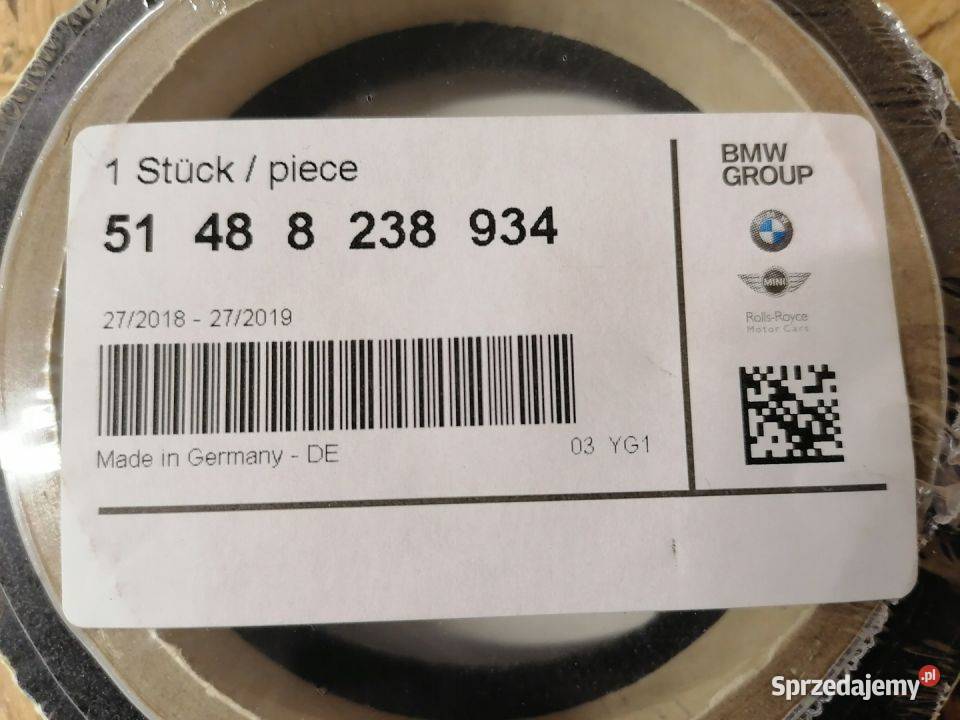 1 Stück / piece
51 48 8 238 934
27/2018 - 27/2019
Made in Germany - DE
03 YG1
BMW
GROUP
BMW
MINI
Rolls-Royce
Motor Cars
Sprzedajemy.pl